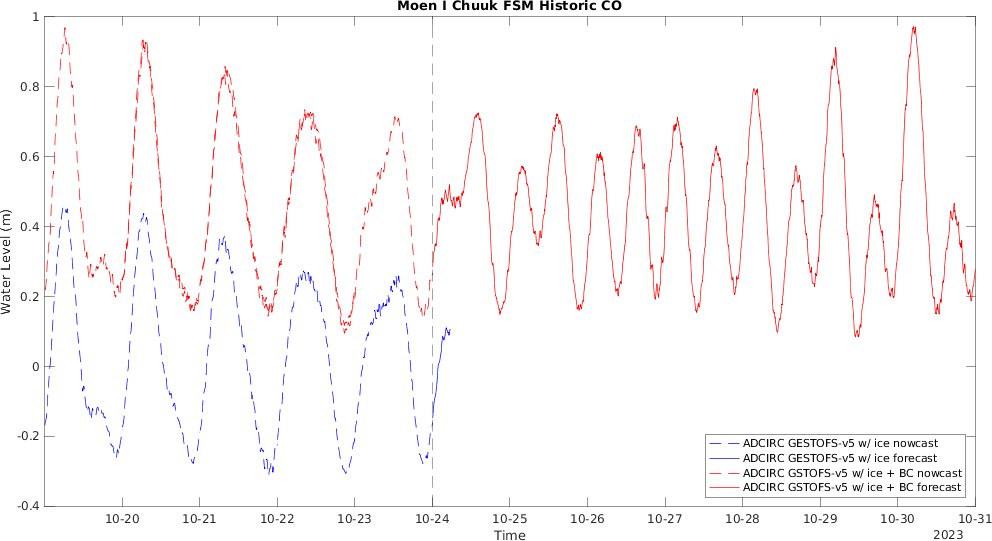 Moen I Chuuk FSM Historic CO
Water Level (m)
1
0.8
0.6
0.4
0.2
0
-0.2
-0.4
10-20 10-21 10-22 10-23 10-24 10-25 10-26 10-27 10-28 10-29 10-30 10-31
Time
2023
ADCIRC GESTOFS-v5 w/ ice nowcast
ADCIRC GESTOFS-v5 w/ ice forecast
ADCIRC GSTOFS-v5 w/ ice + BC nowcast
ADCIRC GSTOFS-v5 w/ ice + BC forecast